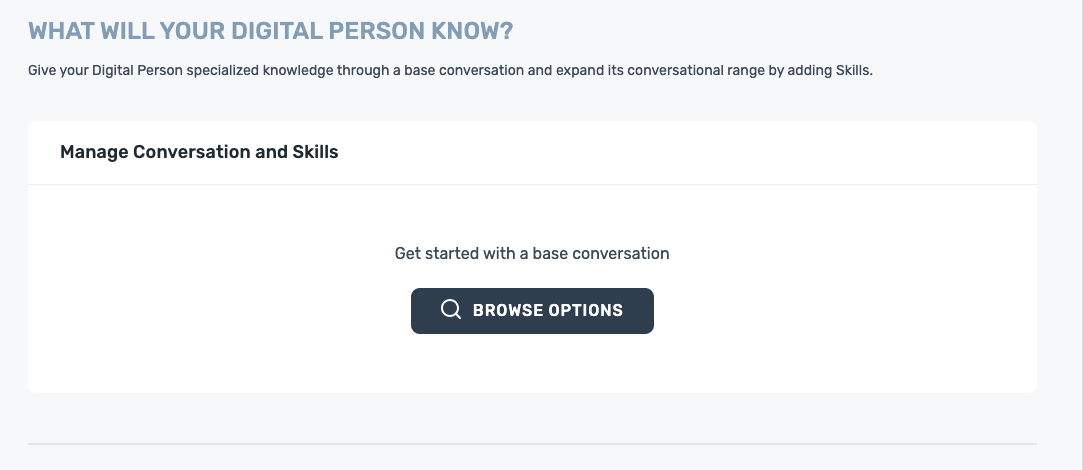 WHAT WILL YOUR DIGITAL PERSON KNOW?
Give your Digital Person specialized knowledge through a base conversation and expand its conversational range by adding Skills.
Manage Conversation and Skills
Get started with a base conversation
BROWSE OPTIONS